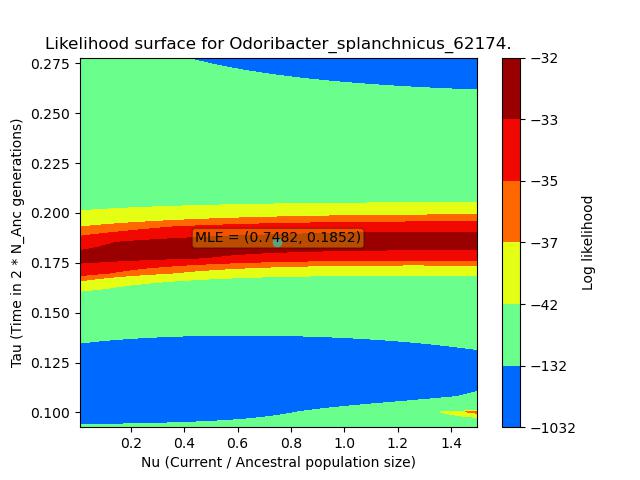 Likelihood surface for Odoribacter_splanchnicus_62174.
Tau (Time in 2 * N_Anc generations)
0.275
0.250
0.225
0.200
0.175
0.150
0.125
0.100
MLE = (0.7482, 0.1852)
0.2 0.4 0.6 0.8 1.0 1.2 1.4
Nu (Current / Ancestral population size)
−32
−33
−35
−37
−42
−132
−1032
Log likelihood